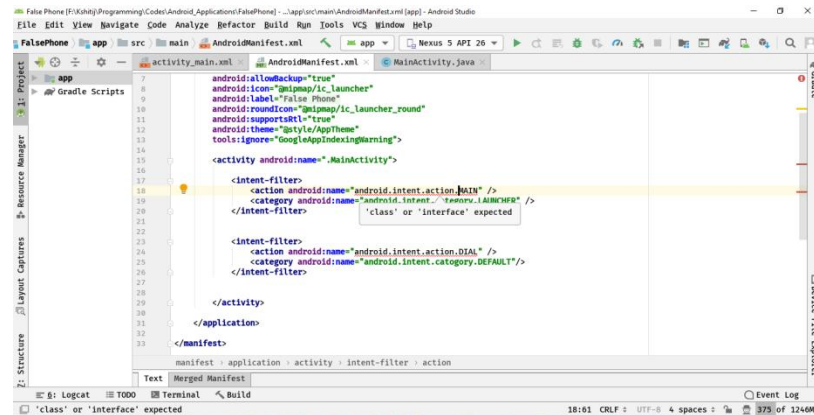 False Phone [F:\Kshitij\Programming\Codes\Android_Applications\FalsePhone] - ...\app\src\main\AndroidManifest.xml [app] - Android Studio
File Edit View Navigate Code Analyze Refactor Build Run Tools VCS Window Help
FalsePhone app src main AndroidManifest.xml app Nexus 5 API 26
activity_main.xml AndroidManifest.xml MainActivity.java
1: Project
app
Gradle Scripts
Resource Manager
Layout Captures
Z: Structure
7 android:allowBackup="true"
8 android:icon="@mipmap/ic_launcher"
9 android:label="False Phone"
10 android:roundIcon="@mipmap/ic_launcher_round"
11 android:supportsRtl="true"
12 android:theme="@style/AppTheme"
13 tools:ignore="GoogleAppIndexingWarning">
14
15 <activity android:name=".MainActivity">
16
17 <intent-filter>
18 <action android:name="android.intent.action.MAIN" />
19 <category android:name="android.intent.category.LAUNCHER" />
'class' or 'interface' expected
20 </intent-filter>
21
22
23 <intent-filter>
24 <action android:name="android.intent.action.DIAL" />
25 <category android:name="android.intent.catogory.DEFAULT"/>
26 </intent-filter>
27
28
29 </activity>
30
31 </application>
32
33 </manifest>
manifest › application › activity › intent-filter › action
Text Merged Manifest
6: Logcat TODO Terminal Build Event Log
'class' or 'interface' expected 18:61 CRLF UTF-8 4 spaces 375 of 1246M